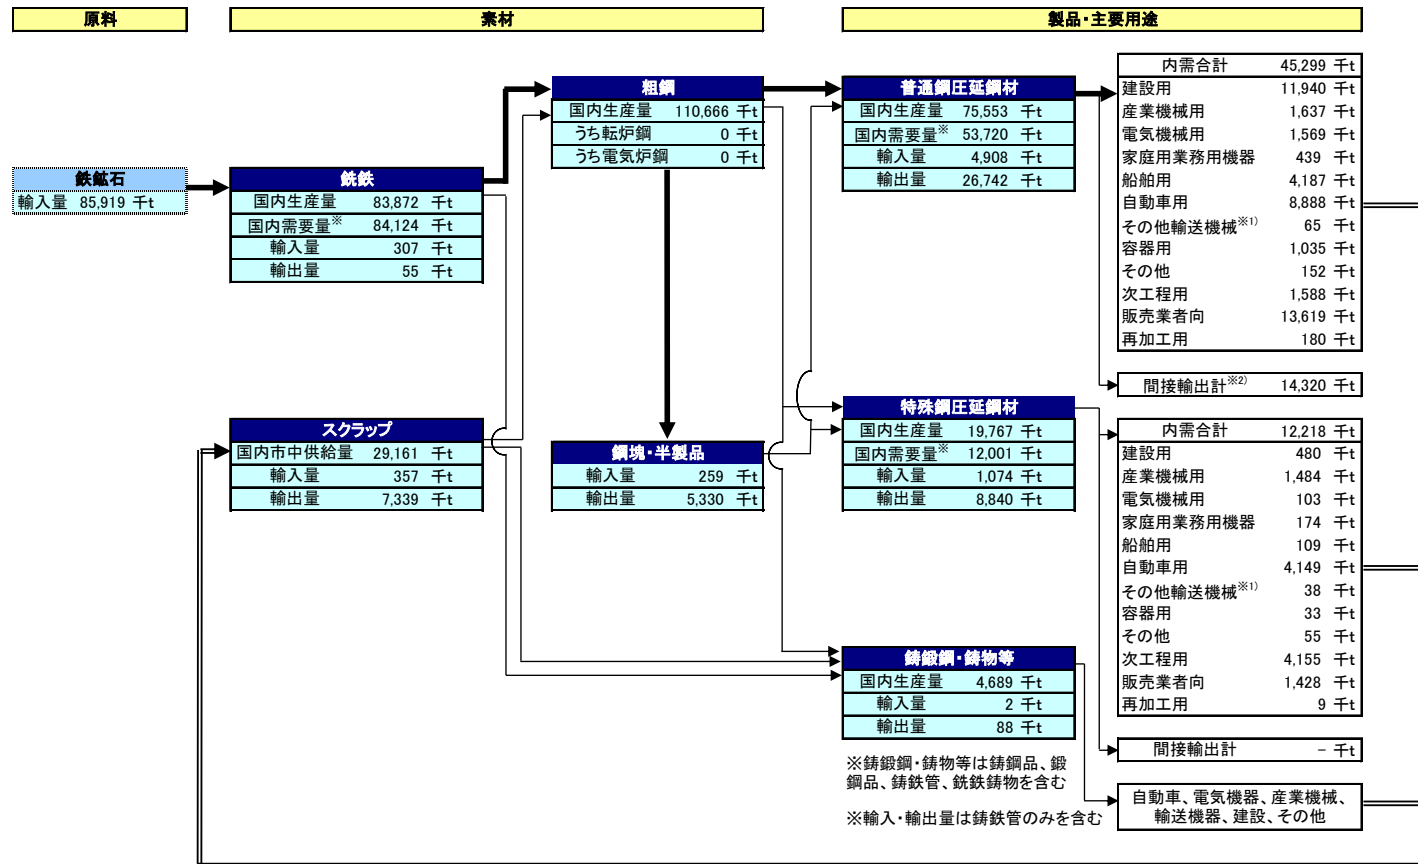 原料
素材
製品・主要用途
鉄鉱石
輸入量 85,919 千t
銑鉄
国内生産量 83,872 千t
国内需要量※ 84,124 千t
輸入量 307 千t
輸出量 55 千t
スクラップ
国内市中供給量 29,161 千t
輸入量 357 千t
輸出量 7,339 千t
粗鋼
国内生産量 110,666 千t
うち転炉鋼 0 千t
うち電気炉鋼 0 千t
鋼塊・半製品
輸入量 259 千t
輸出量 5,330 千t
普通鋼圧延鋼材
国内生産量 75,553 千t
国内需要量※ 53,720 千t
輸入量 4,908 千t
輸出量 26,742 千t
特殊鋼圧延鋼材
国内生産量 19,767 千t
国内需要量※ 12,001 千t
輸入量 1,074 千t
輸出量 8,840 千t
鋳鍛鋼・鋳物等
国内生産量 4,689 千t
輸入量 2 千t
輸出量 88 千t
※鋳鍛鋼・鋳物等は鋳鋼品、鍛
鋼品、鋳鉄管、銑鉄鋳物を含む
※輸入・輸出量は鋳鉄管のみを含む
内需合計 45,299 千t
建設用 11,940 千t
産業機械用 1,637 千t
電気機械用 1,569 千t
家庭用業務用機器 439 千t
船舶用 4,187 千t
自動車用 8,888 千t
その他輸送機械※1) 65 千t
容器用 1,035 千t
その他 152 千t
次工程用 1,588 千t
販売業者向 13,619 千t
再加工用 180 千t
間接輸出計※2) 14,320 千t
内需合計 12,218 千t
建設用 480 千t
産業機械用 1,484 千t
電気機械用 103 千t
家庭用業務用機器 174 千t
船舶用 109 千t
自動車用 4,149 千t
その他輸送機械※1) 38 千t
容器用 33 千t
その他 55 千t
次工程用 4,155 千t
販売業者向 1,428 千t
再加工用 9 千t
間接輸出計 － 千t
自動車、電気機器、産業機械、
輸送機器、建設、その他